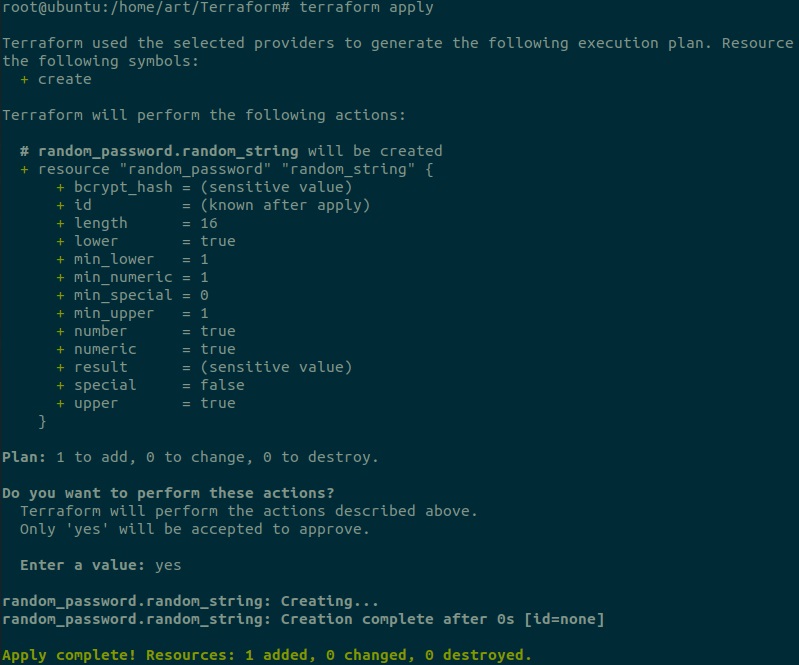 root@ubuntu:/home/art/Terraform# terraform apply
Terraform used the selected providers to generate the following execution plan. Resource
the following symbols:
+ create
Terraform will perform the following actions:
# random_password.random_string will be created
+ resource "random_password" "random_string" {
+ bcrypt_hash = (sensitive value)
+ id = (known after apply)
+ length = 16
+ lower = true
+ min_lower = 1
+ min_numeric = 1
+ min_special = 0
+ min_upper = 1
+ number = true
+ numeric = true
+ result = (sensitive value)
+ special = false
+ upper = true
}
Plan: 1 to add, 0 to change, 0 to destroy.
Do you want to perform these actions?
Terraform will perform the actions described above.
Only 'yes' will be accepted to approve.
Enter a value: yes
random_password.random_string: Creating...
random_password.random_string: Creation complete after 0s [id=none]
Apply complete! Resources: 1 added, 0 changed, 0 destroyed.